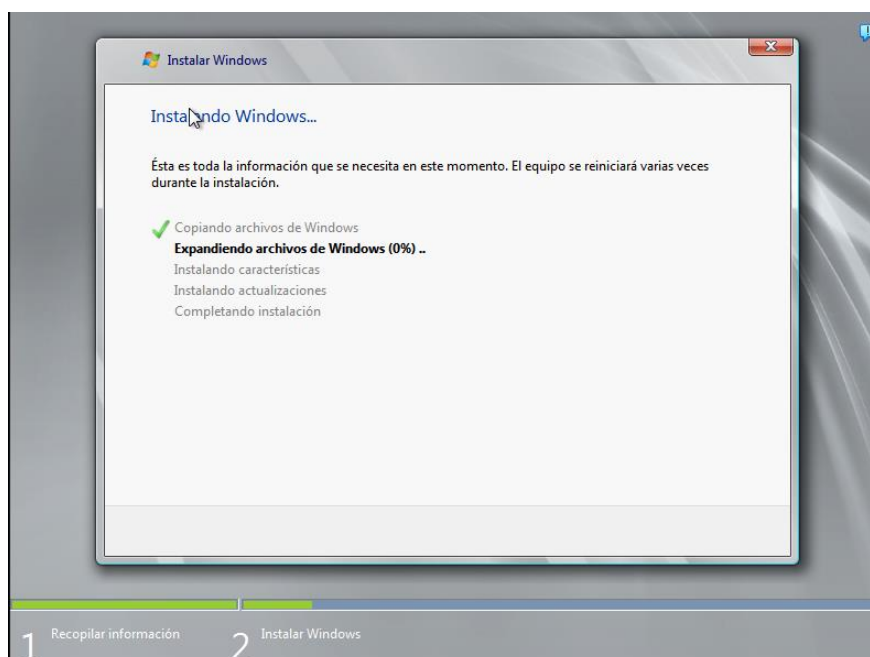 Instalar Windows
Instalando Windows...
Ésta es toda la información que se necesita en este momento. El equipo se reiniciará varias veces
durante la instalación.
Copiando archivos de Windows
Expandiendo archivos de Windows (0%) ..
Instalando características
Instalando actualizaciones
Completando instalación
1 Recopilar información
2 Instalar Windows